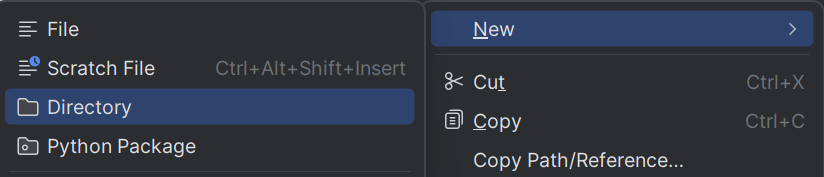 File
Scratch File Ctrl+Alt+Shift+Insert
Directory
Python Package
New
Cut Ctrl+X
Copy Ctrl+C
Copy Path/Reference...